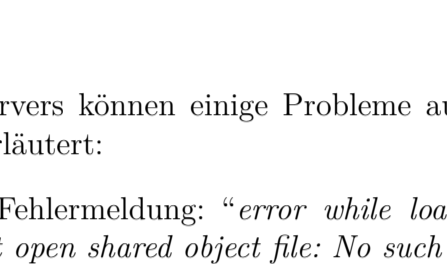 rvers können einige Probleme au
rläutert:
Fehlermeldung: “error while loa
t open shared object file: No such